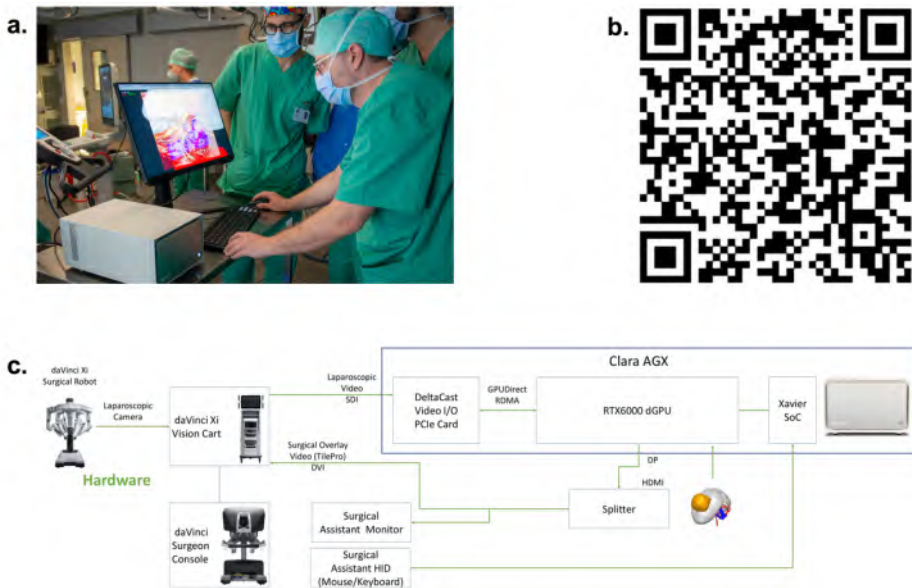 a.
b.
c.
Clara AGX
daVinci Xi
Surgical Robot
Laparoscopic
Camera
daVinci Xi
Vision Cart
Laparoscopic
Video
SDI
DeltaCast
Video I/O
PCIe Card
GPUDirect
RDMA
RTX6000 dGPU
Xavier
SoC
Surgical Overlay
Video (TilePro)
DVI
Hardware
DP
HDMI
Splitter
daVinci
Surgeon
Console
Surgical
Assistant Monitor
Surgical
Assistant HID
(Mouse/Keyboard)